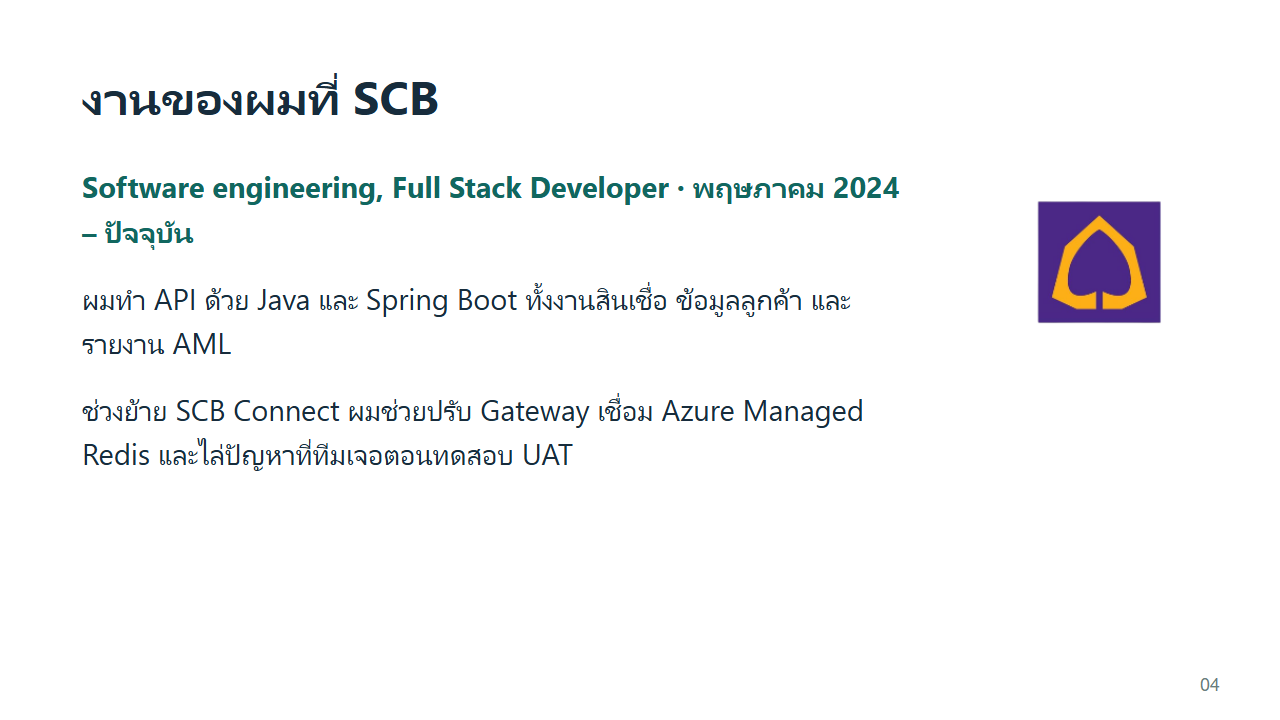 งานของผมที่ SCB
Software engineering, Full Stack Developer · พฤษภาคม 2024
– ปัจจุบัน
ผมทำ API ด้วย Java และ Spring Boot ทั้งงานสินเชื่อ ข้อมูลลูกค้า และ
รายงาน AML
ช่วงย้าย SCB Connect ผมช่วยปรับ Gateway เชื่อม Azure Managed
Redis และไล่ปัญหาที่ทีมเจอตอนทดสอบ UAT
04